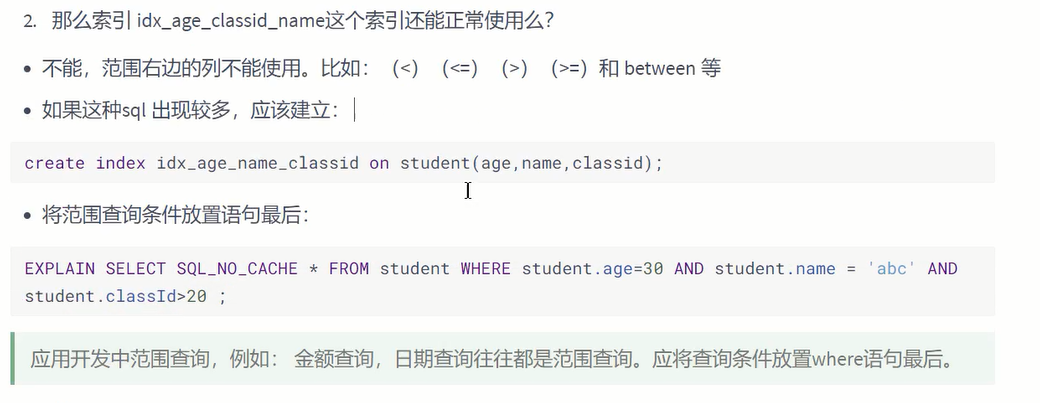 2. 那么索引 idx_age_classid_name这个索引还能正常使用么？
• 不能，范围右边的列不能使用。比如： （<） （<=） （>） （>=）和 between 等
• 如果这种sql 出现较多，应该建立：
create index idx_age_name_classid on student(age,name,classid);
• 将范围查询条件放置语句最后：
EXPLAIN SELECT SQL_NO_CACHE * FROM student WHERE student.age=30 AND student.name = 'abc' AND
student.classId>20 ;
应用开发中范围查询，例如： 金额查询，日期查询往往都是范围查询。应将查询条件放置where语句最后。